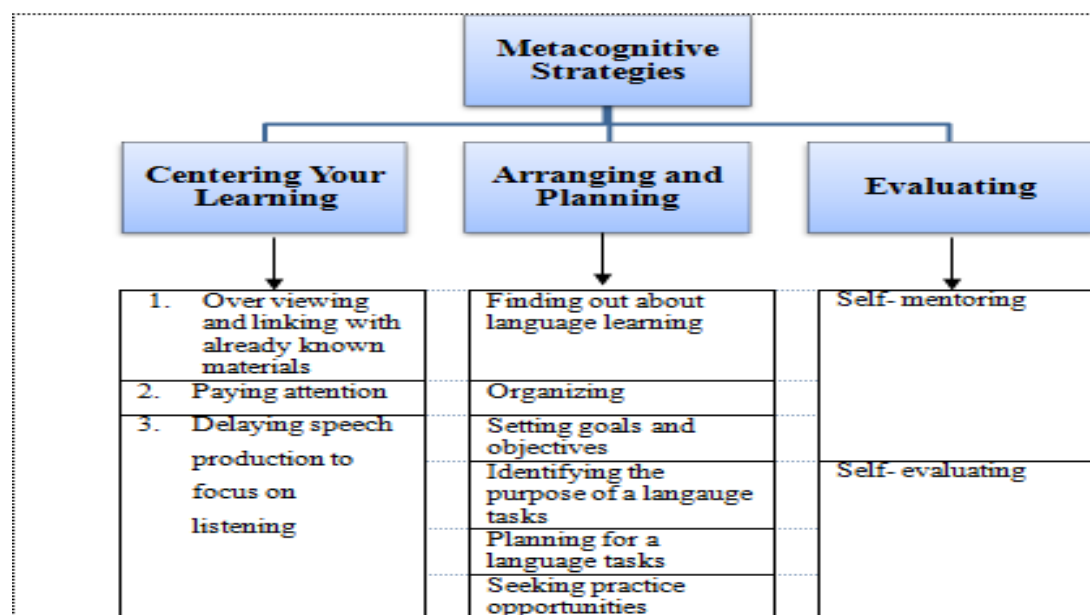 Metacognitive
Strategies
Centering Your
Learning
Arranging and
Planning
Evaluating
1. Over viewing
and linking with
already known
materials
2. Paying attention
3. Delaying speech
production to
focus on
listening
Finding out about
language learning
Organizing
Setting goals and
objectives
Identifying the
purpose of a langauge
tasks
Planning for a
language tasks
Seeking practice
opportunities
Self- mentoring
Self- evaluating